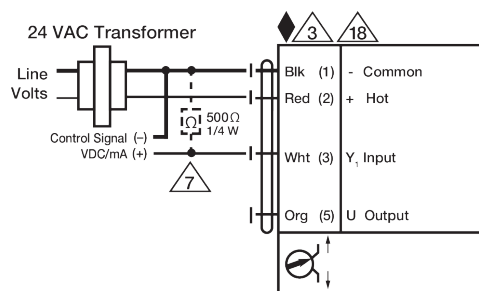 24 VAC Transformer
3 18
Line
Volts
Blk (1) - Common
Red (2) + Hot
Ω 500Ω
1/4 W
Control Signal (–)
VDC/mA (+)
Wht (3) Y1 Input
7
Org (5) U Output